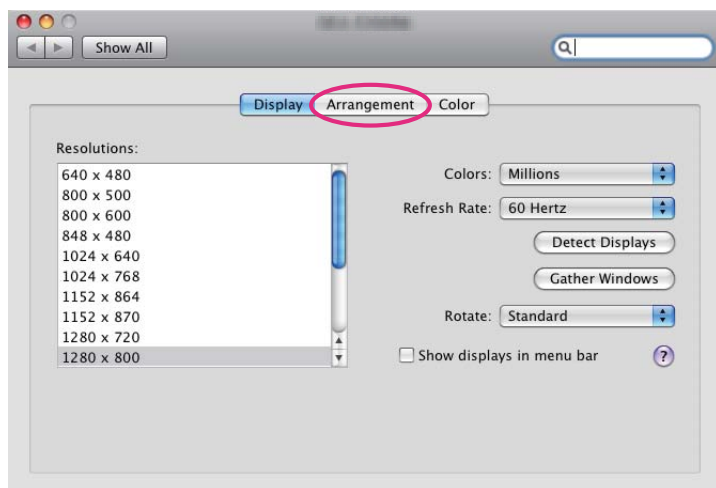 Show All
Display Arrangement Color
Resolutions:
640 x 480
800 x 500
800 x 600
848 x 480
1024 x 640
1024 x 768
1152 x 864
1152 x 870
1280 x 720
1280 x 800
Colors: Millions
Refresh Rate: 60 Hertz
Detect Displays
Gather Windows
Rotate: Standard
Show displays in menu bar ?